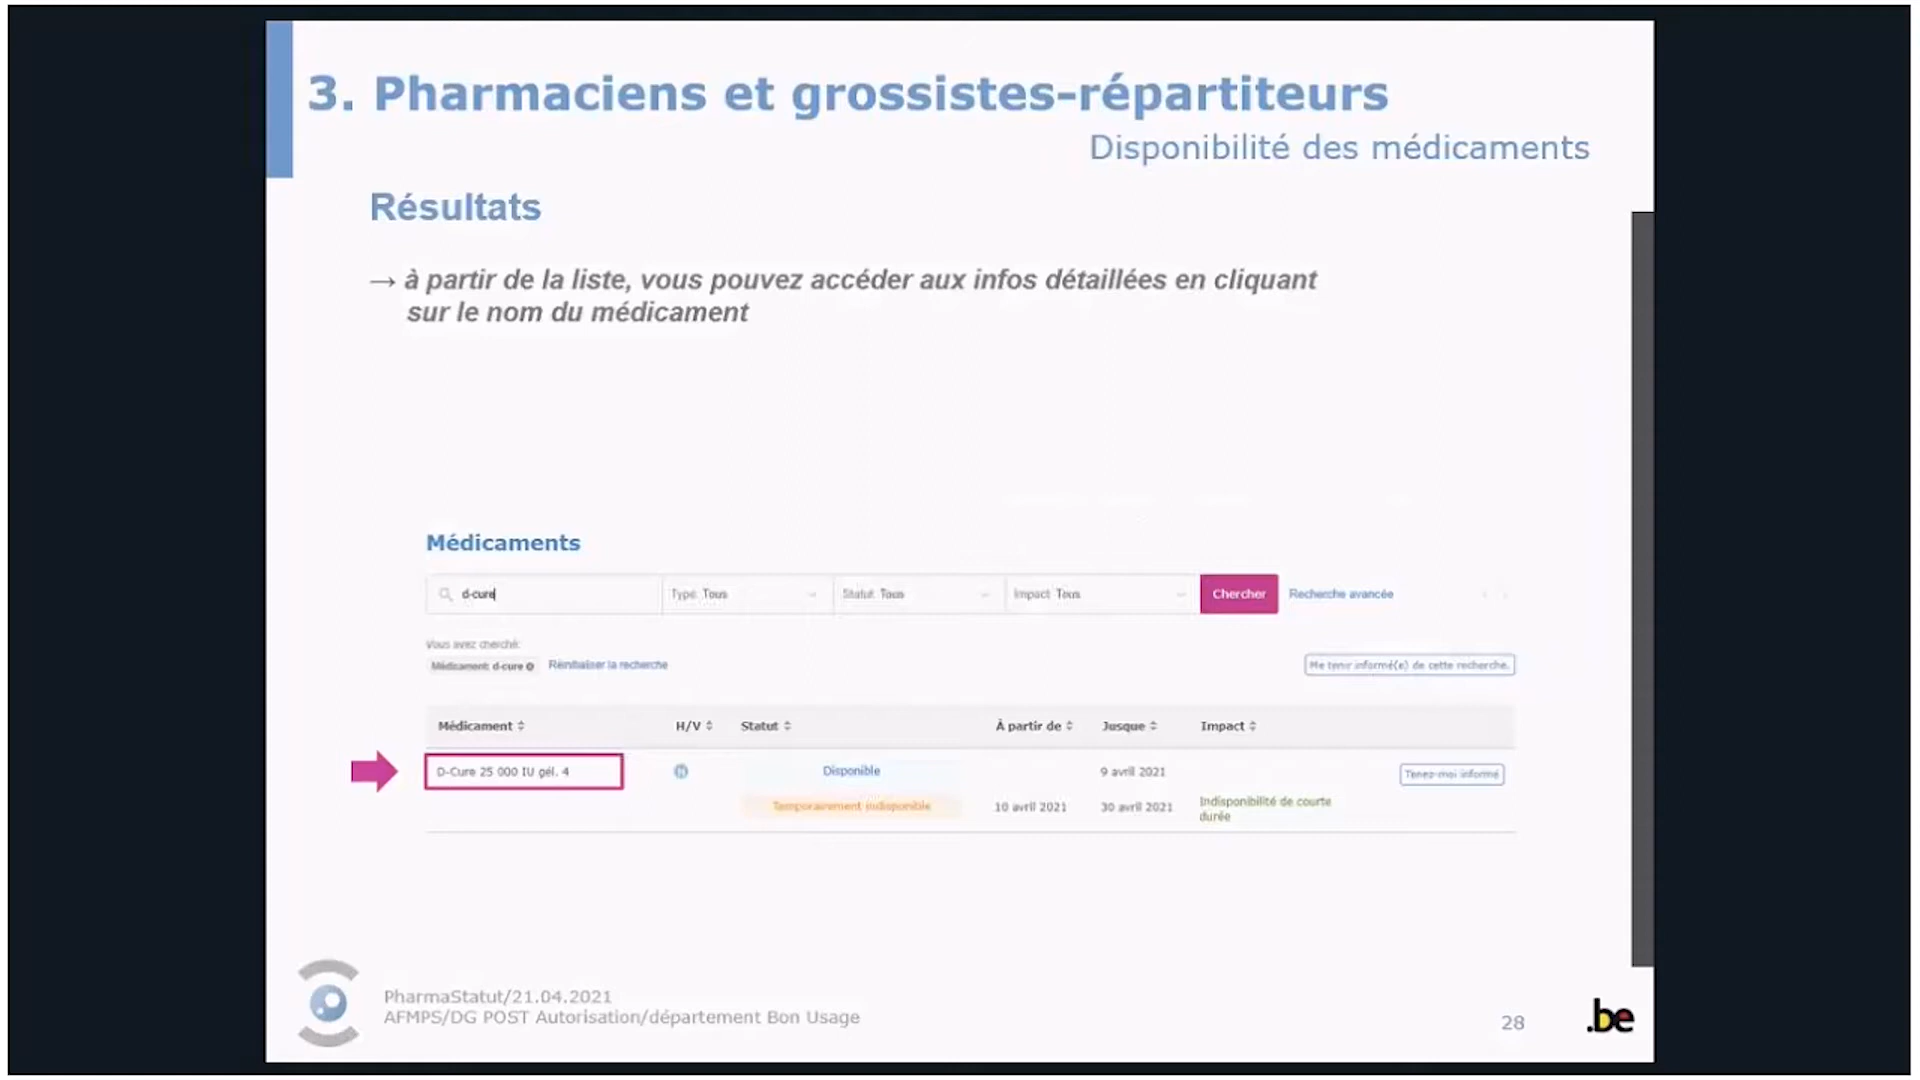 3. Pharmaciens et grossistes-répartiteurs
Disponibilité des médicaments
Résultats
→ à partir de la liste, vous pouvez accéder aux infos détaillées en cliquant
sur le nom du médicament
Médicaments
d-cure Type: Tous Statut: Tous Impact: Tous Chercher Recherche avancée
Vous avez cherché:
Médicament: d-cure Réinitialiser la recherche Me tenir informé(e) de cette recherche.
Médicament H/V Statut À partir de Jusque Impact
D-Cure 25 000 IU gél. 4 H Disponible 9 avril 2021 Tenez-moi informé
Temporairement indisponible 10 avril 2021 30 avril 2021 Indisponibilité de courte
durée
PharmaStatut/21.04.2021
AFMPS/DG POST Autorisation/département Bon Usage
28
.be